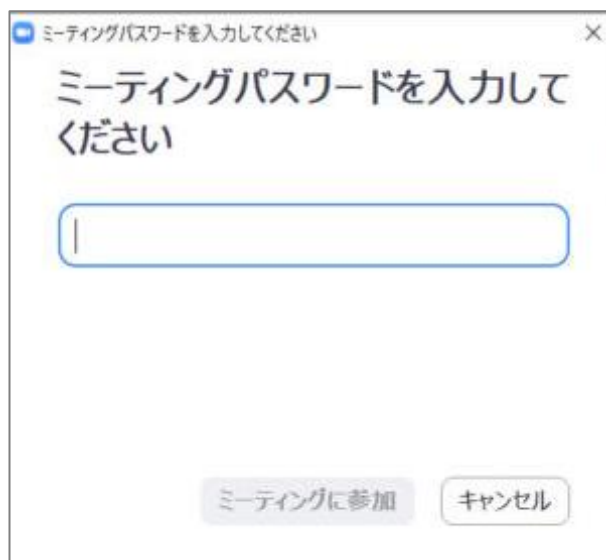 ミーティングパスワードを入力してください
ミーティングパスワードを入力して
ください
ミーティングに参加
キャンセル